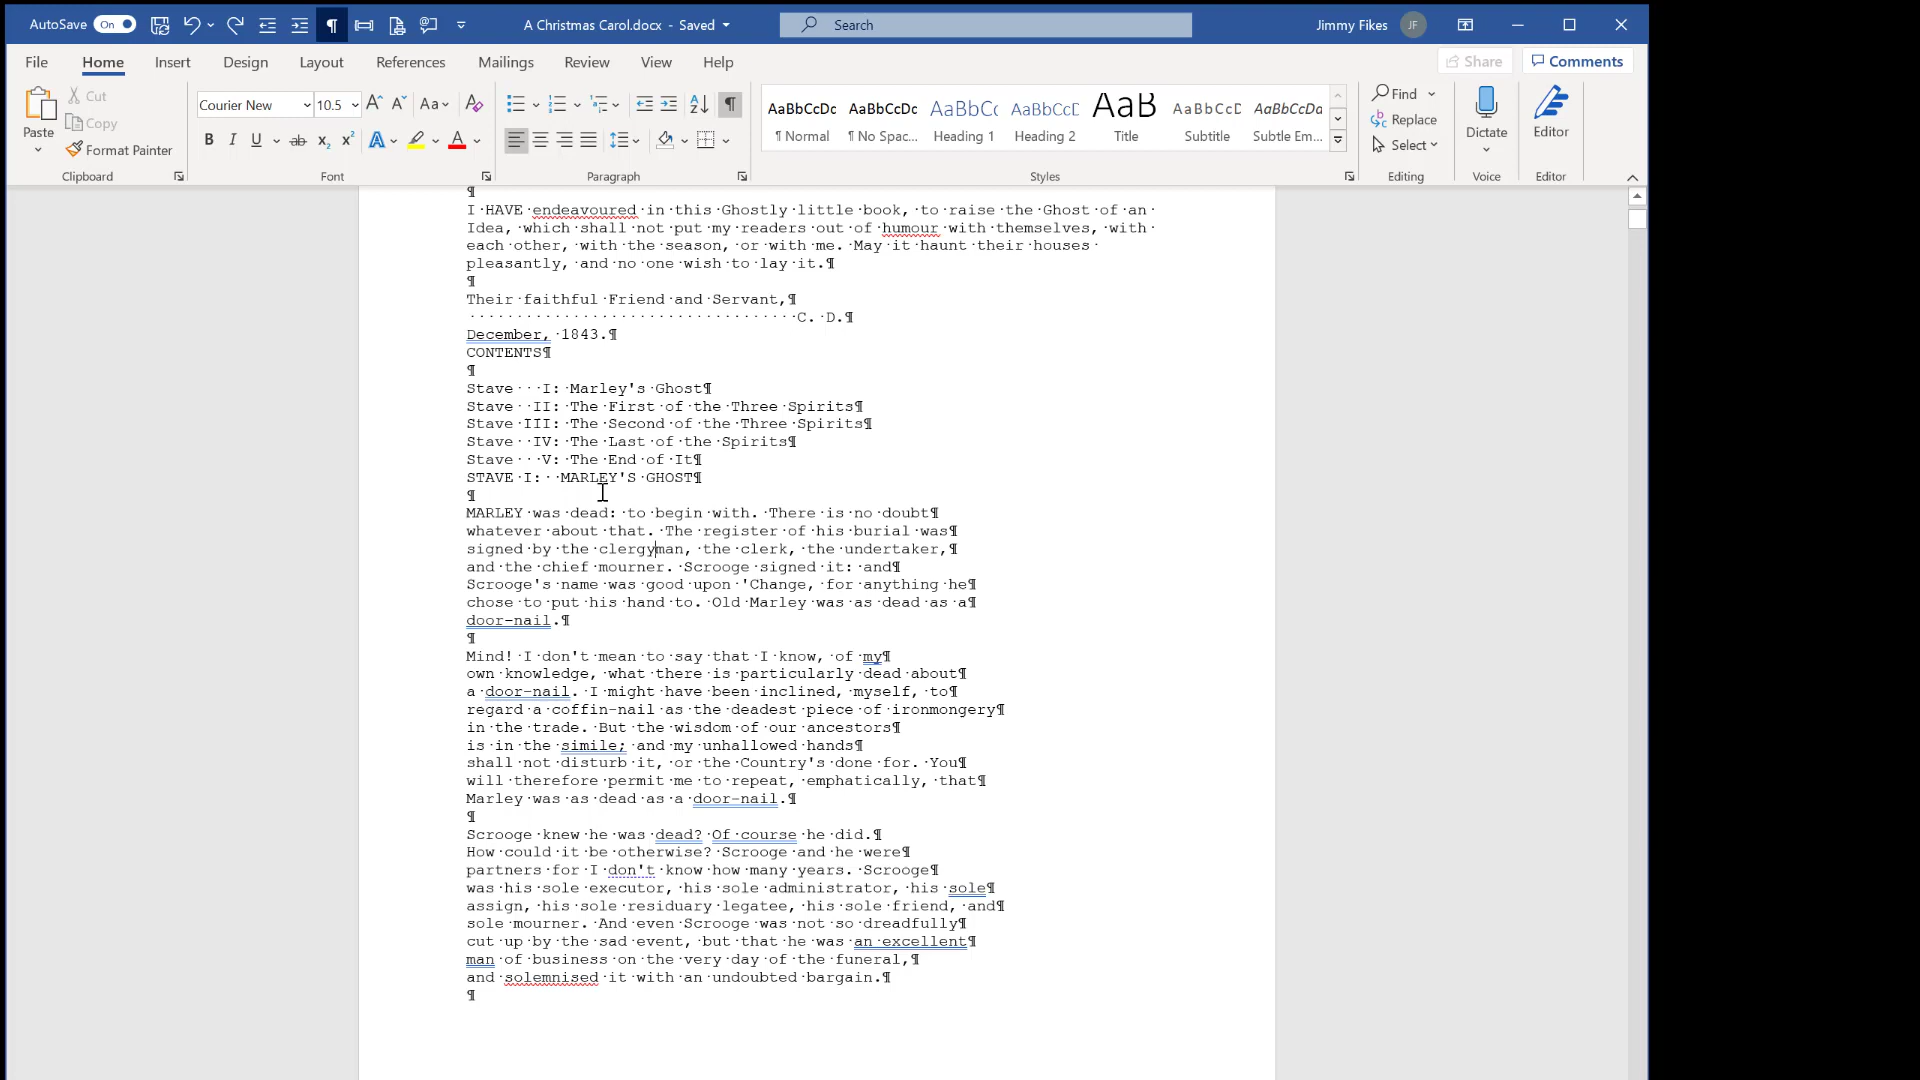 AutoSave On A Christmas Carol.docx - Saved Search Jimmy Fikes JF
File Home Insert Design Layout References Mailings Review View Help Share Comments
Paste Cut Copy Format Painter
Courier New 10.5 Aa
B I U ab x₂ x² A A
AaBbCcDc AaBbCcDc AaBbCc AaBbCcD AaB AaBbCcD AaBbCcDa
¶ Normal ¶ No Spac... Heading 1 Heading 2 Title Subtitle Subtle Em...
Find Replace Select Dictate Editor
Clipboard Font Paragraph Styles Editing Voice Editor
¶
I HAVE endeavoured in this Ghostly little book, to raise the Ghost of an
Idea, which shall not put my readers out of humour with themselves, with
each other, with the season, or with me. May it haunt their houses
pleasantly, and no one wish to lay it.¶
¶
Their faithful Friend and Servant,¶
C. D.¶
December, 1843.¶
CONTENTS¶
¶
Stave I: Marley's Ghost¶
Stave II: The First of the Three Spirits¶
Stave III: The Second of the Three Spirits¶
Stave IV: The Last of the Spirits¶
Stave V: The End of It¶
STAVE I: MARLEY'S GHOST¶
¶
MARLEY was dead: to begin with. There is no doubt¶
whatever about that. The register of his burial was¶
signed by the clergyman, the clerk, the undertaker,¶
and the chief mourner. Scrooge signed it: and¶
Scrooge's name was good upon 'Change, for anything he¶
chose to put his hand to. Old Marley was as dead as a¶
door-nail.¶
¶
Mind! I don't mean to say that I know, of my¶
own knowledge, what there is particularly dead about¶
a door-nail. I might have been inclined, myself, to¶
regard a coffin-nail as the deadest piece of ironmongery¶
in the trade. But the wisdom of our ancestors¶
is in the simile; and my unhallowed hands¶
shall not disturb it, or the Country's done for. You¶
will therefore permit me to repeat, emphatically, that¶
Marley was as dead as a door-nail.¶
¶
Scrooge knew he was dead? Of course he did.¶
How could it be otherwise? Scrooge and he were¶
partners for I don't know how many years. Scrooge¶
was his sole executor, his sole administrator, his sole¶
assign, his sole residuary legatee, his sole friend, and¶
sole mourner. And even Scrooge was not so dreadfully¶
cut up by the sad event, but that he was an excellent¶
man of business on the very day of the funeral,¶
and solemnised it with an undoubted bargain.¶
¶